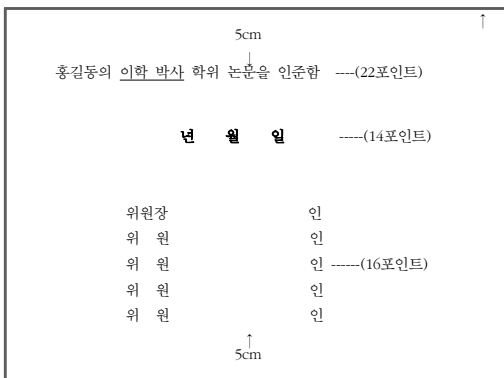 ↑
5cm
↓
홍길동의 이학 박사 학위 논문을 인준함 ----(22포인트)
년 월 일 -----(14포인트)
위원장 인
위 원 인
위 원 인 ------(16포인트)
위 원 인
위 원 인
↑
5cm